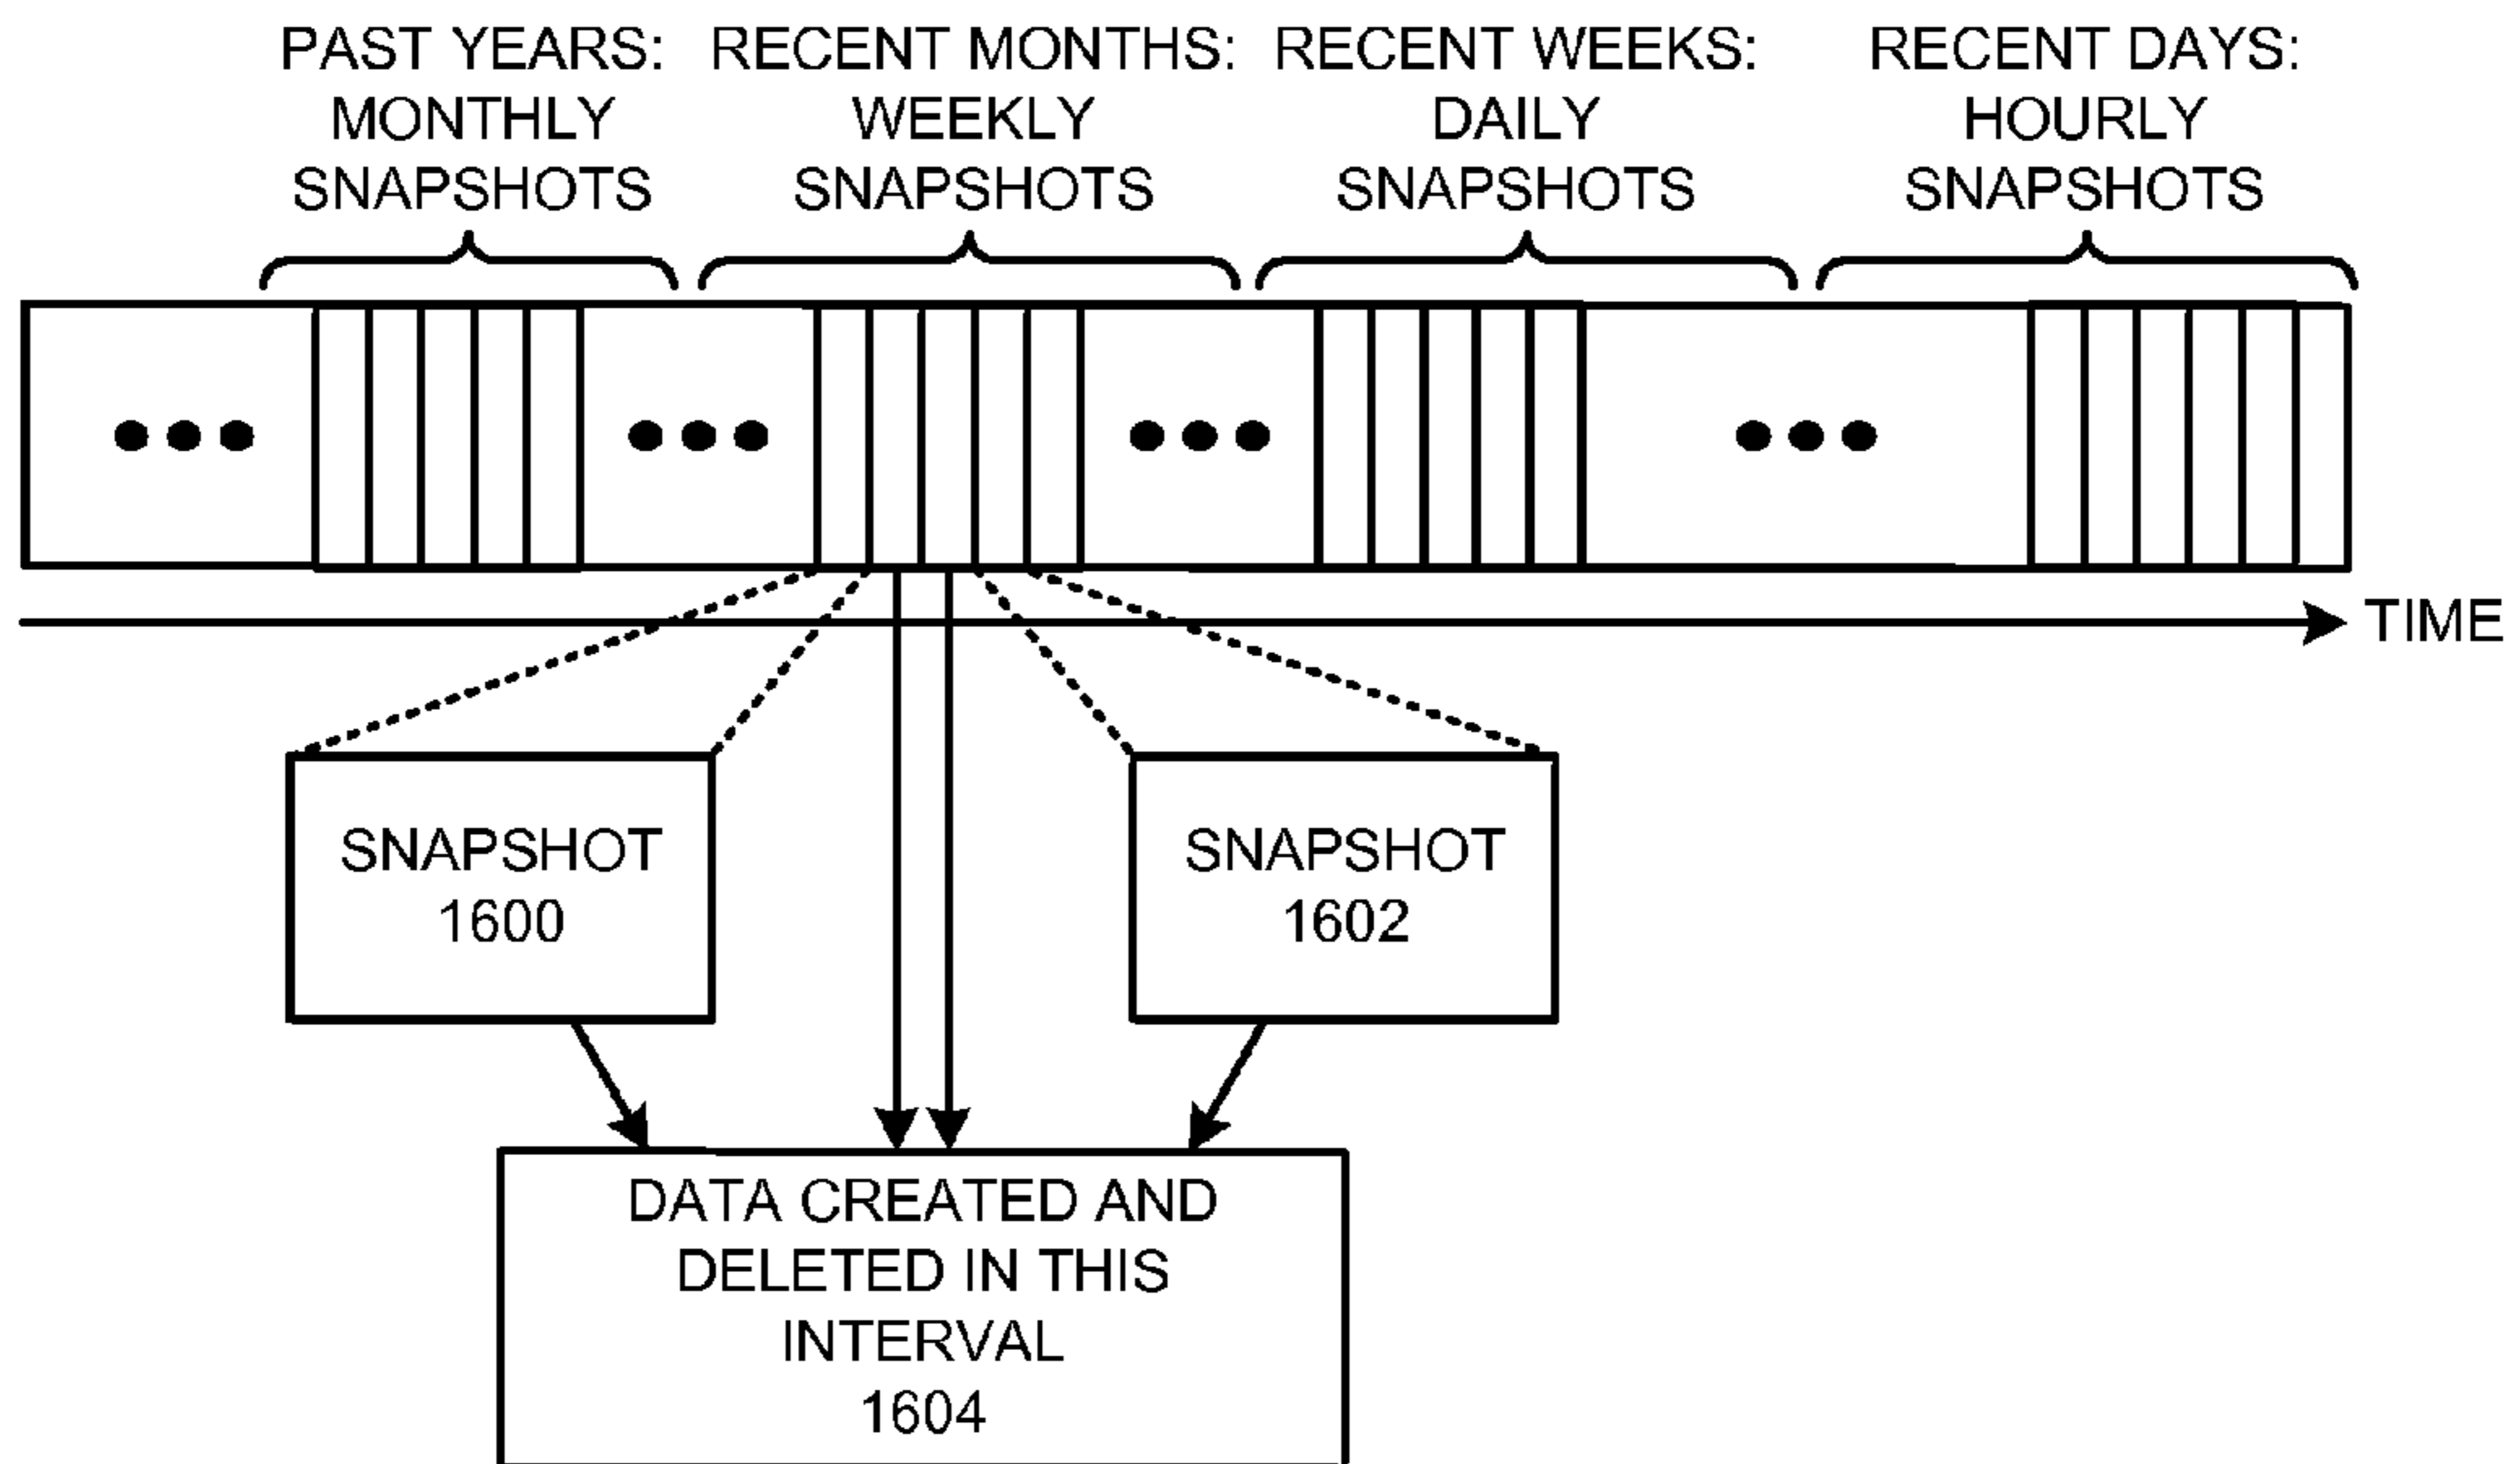 PAST YEARS:
MONTHLY
SNAPSHOTS
RECENT MONTHS:
WEEKLY
SNAPSHOTS
RECENT WEEKS:
DAILY
SNAPSHOTS
RECENT DAYS:
HOURLY
SNAPSHOTS
TIME
SNAPSHOT
1600
SNAPSHOT
1602
DATA CREATED AND
DELETED IN THIS
INTERVAL
1604